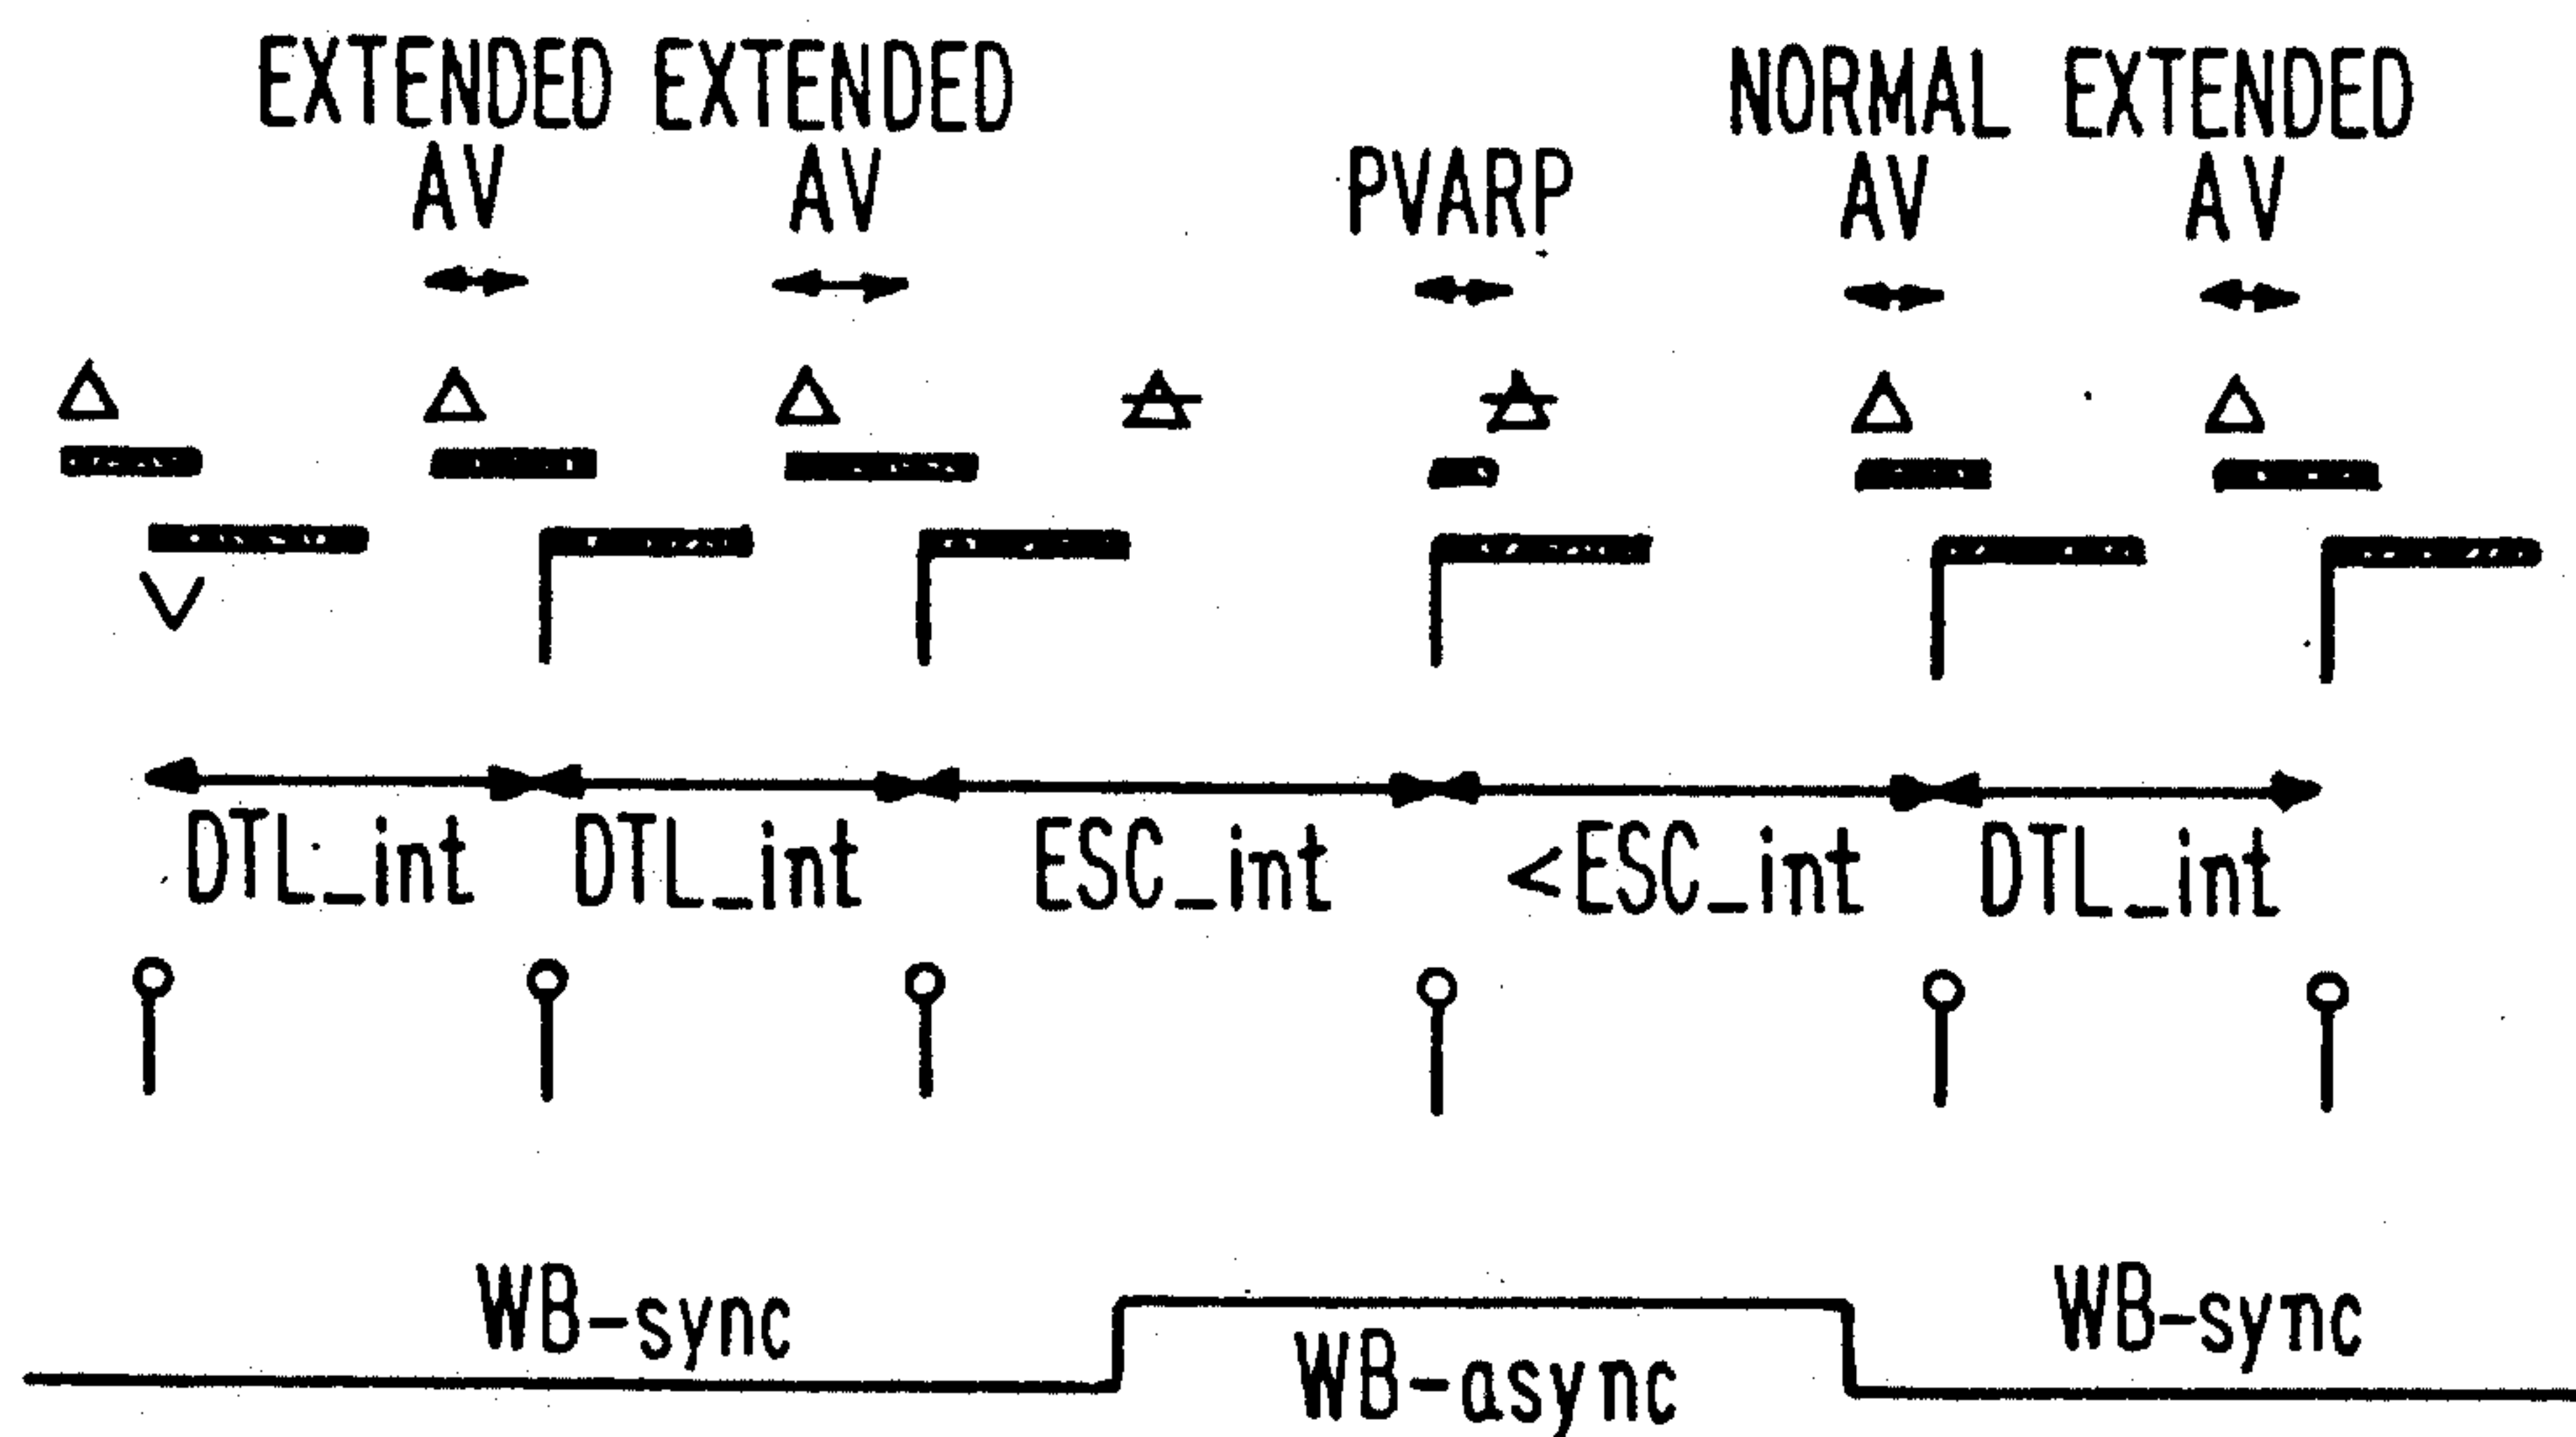 EXTENDED EXTENDED NORMAL EXTENDED
AV AV PVARP AV AV
DTL_int DTL_int ESC_int <ESC_int DTL_int
WB-sync WB-async WB-sync